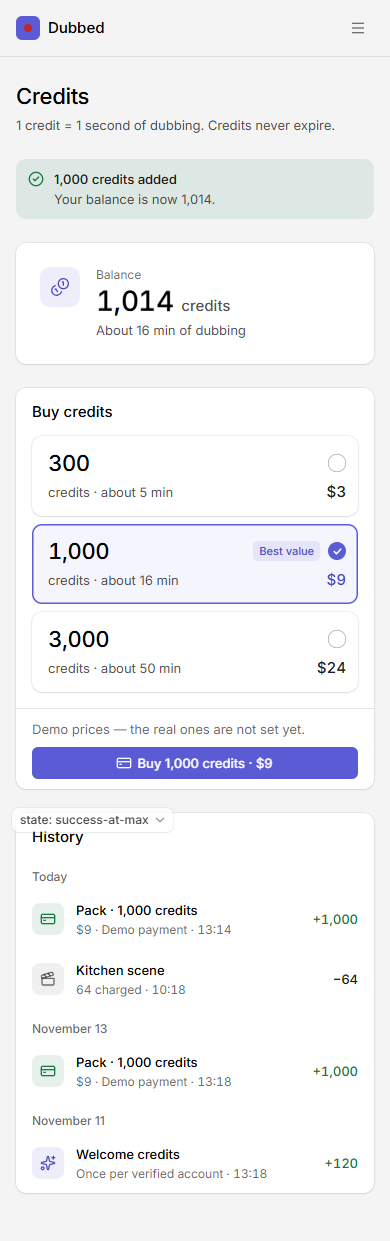 Dubbed
Credits
1 credit = 1 second of dubbing. Credits never expire.
1,000 credits added
Your balance is now 1,014.
Balance
1,014 credits
About 16 min of dubbing
Buy credits
300
credits · about 5 min
$3
1,000
Best value
credits · about 16 min
$9
3,000
credits · about 50 min
$24
Demo prices — the real ones are not set yet.
Buy 1,000 credits · $9
state: success-at-max
History
Today
Pack · 1,000 credits
$9 · Demo payment · 13:14
+1,000
Kitchen scene
64 charged · 10:18
−64
November 13
Pack · 1,000 credits
$9 · Demo payment · 13:18
+1,000
November 11
Welcome credits
Once per verified account · 13:18
+120